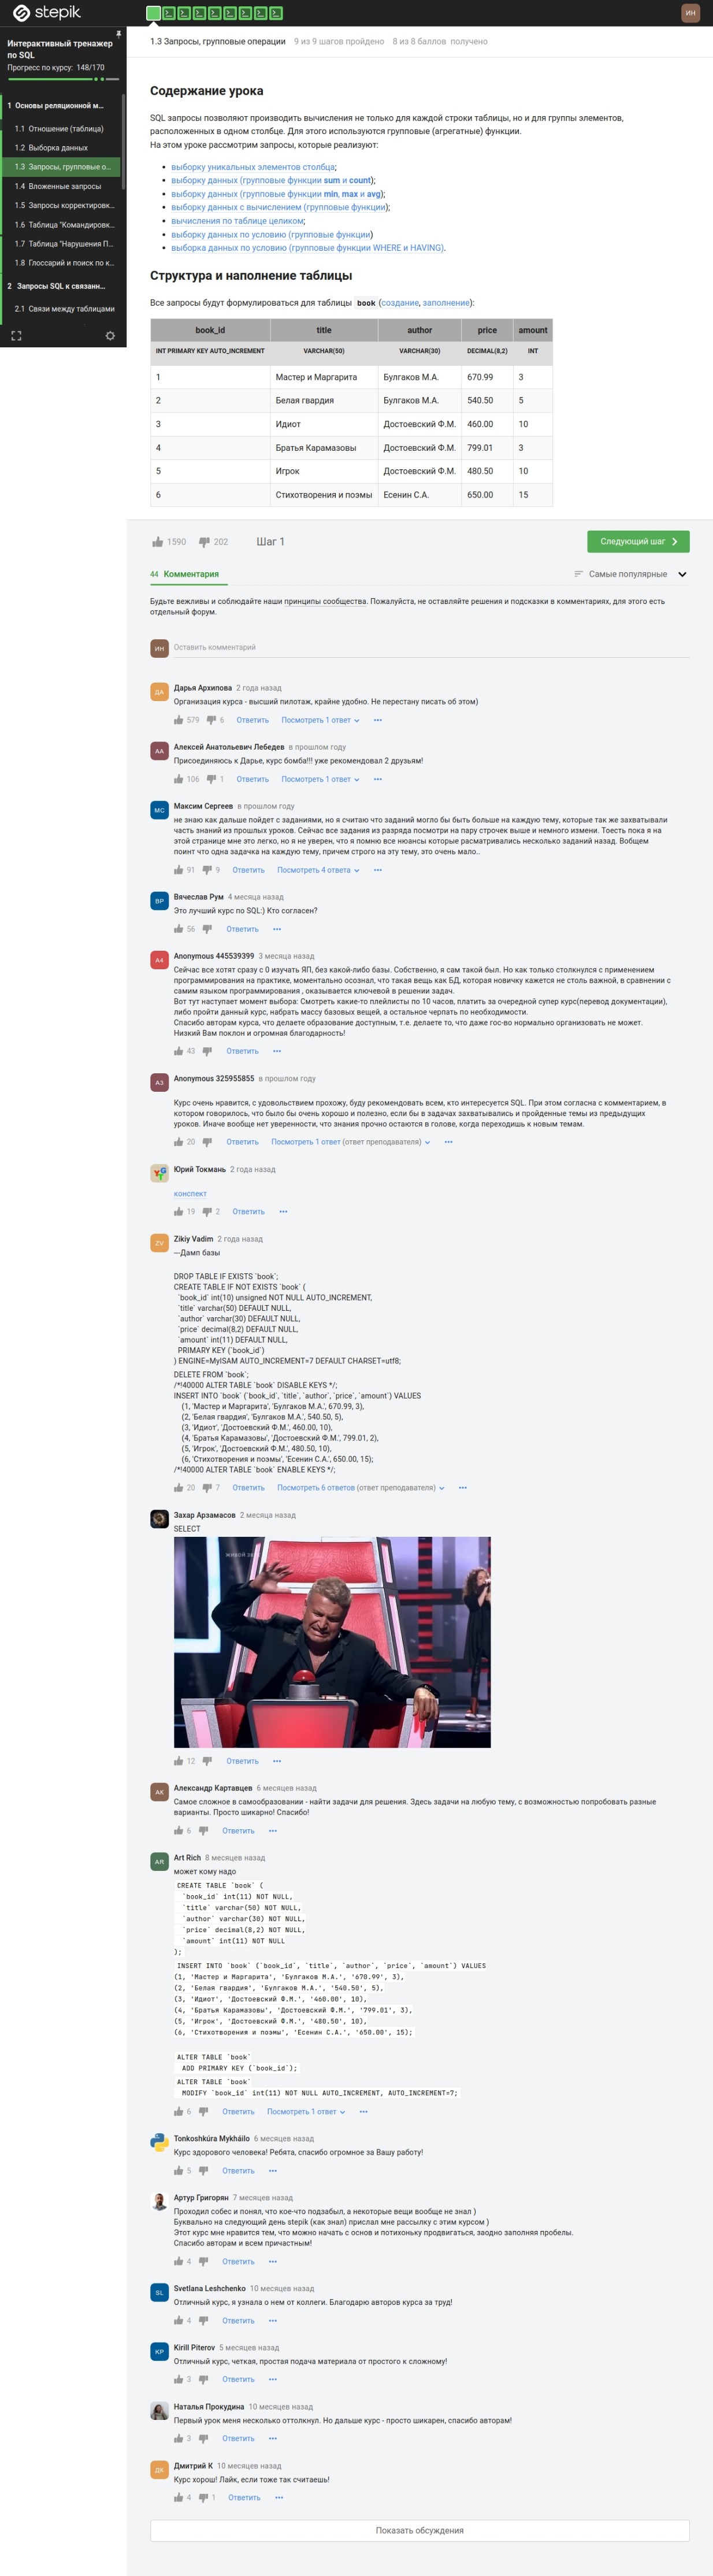 stepik
ИН
Интерактивный тренажер
по SQL
Прогресс по курсу: 148/170
1 Основы реляционной м...
1.1 Отношение (таблица)
1.2 Выборка данных
1.3 Запросы, групповые о...
1.4 Вложенные запросы
1.5 Запросы корректировк...
1.6 Таблица "Командировк...
1.7 Таблица "Нарушения П...
1.8 Глоссарий и поиск по к...
2 Запросы SQL к связанн...
2.1 Связи между таблицами
1.3 Запросы, групповые операции 9 из 9 шагов пройдено 8 из 8 баллов получено
Содержание урока
SQL запросы позволяют производить вычисления не только для каждой строки таблицы, но и для группы элементов,
расположенных в одном столбце. Для этого используются групповые (агрегатные) функции.
На этом уроке рассмотрим запросы, которые реализуют:
• выборку уникальных элементов столбца;
• выборку данных (групповые функции sum и count);
• выборку данных (групповые функции min, max и avg);
• выборку данных с вычислением (групповые функции);
• вычисления по таблице целиком;
• выборку данных по условию (групповые функции)
• выборка данных по условию (групповые функции WHERE и HAVING).
Структура и наполнение таблицы
Все запросы будут формулироваться для таблицы book (создание, заполнение):
book_id title author price amount
INT PRIMARY KEY AUTO_INCREMENT VARCHAR(50) VARCHAR(30) DECIMAL(8,2) INT
1 Мастер и Маргарита Булгаков М.А. 670.99 3
2 Белая гвардия Булгаков М.А. 540.50 5
3 Идиот Достоевский Ф.М. 460.00 10
4 Братья Карамазовы Достоевский Ф.М. 799.01 3
5 Игрок Достоевский Ф.М. 480.50 10
6 Стихотворения и поэмы Есенин С.А. 650.00 15
1590 202 Шаг 1 Следующий шаг
44 Комментария Самые популярные
Будьте вежливы и соблюдайте наши принципы сообщества. Пожалуйста, не оставляйте решения и подсказки в комментариях, для этого есть
отдельный форум.
ИН Оставить комментарий
ДА Дарья Архипова 2 года назад
Организация курса - высший пилотаж, крайне удобно. Не перестану писать об этом)
579 6 Ответить Посмотреть 1 ответ
АА Алексей Анатольевич Лебедев в прошлом году
Присоединяюсь к Дарье, курс бомба!!! уже рекомендовал 2 друзьям!
106 1 Ответить Посмотреть 1 ответ
МС Максим Сергеев в прошлом году
не знаю как дальше пойдет с заданиями, но я считаю что заданий могло бы быть больше на каждую тему, которые так же захватывали
часть знаний из прошлых уроков. Сейчас все задания из разряда посмотри на пару строчек выше и немного измени. Тоесть пока я на
этой странице мне это легко, но я не уверен, что я помню все нюансы которые расматривались несколько заданий назад. Вобщем
поинт что одна задачка на каждую тему, причем строго на эту тему, это очень мало..
91 9 Ответить Посмотреть 4 ответа
ВР Вячеслав Рум 4 месяца назад
Это лучший курс по SQL:) Кто согласен?
56 Ответить
А4 Anonymous 445539399 3 месяца назад
Сейчас все хотят сразу с 0 изучать ЯП, без какой-либо базы. Собственно, я сам такой был. Но как только столкнулся с применением
программирования на практике, моментально осознал, что такая вещь как БД, которая новичку кажется не столь важной, в сравнении с
самим языком программирования , оказывается ключевой в решении задач.
Вот тут наступает момент выбора: Смотреть какие-то плейлисты по 10 часов, платить за очередной супер курс(перевод документации),
либо пройти данный курс, набрать массу базовых вещей, а остальное черпать по необходимости.
Спасибо авторам курса, что делаете образование доступным, т.е. делаете то, что даже гос-во нормально организовать не может.
Низкий Вам поклон и огромная благодарность!
43 Ответить
А3 Anonymous 325955855 в прошлом году
Курс очень нравится, с удовольствием прохожу, буду рекомендовать всем, кто интересуется SQL. При этом согласна с комментарием, в
котором говорилось, что было бы очень хорошо и полезно, если бы в задачах захватывались и пройденные темы из предыдущих
уроков. Иначе вообще нет уверенности, что знания прочно остаются в голове, когда переходишь к новым темам.
20 Ответить Посмотреть 1 ответ (ответ преподавателя)
Юрий Токмань 2 года назад
конспект
19 2 Ответить
ZV Zikiy Vadim 2 года назад
---Дамп базы
DROP TABLE IF EXISTS `book`;
CREATE TABLE IF NOT EXISTS `book` (
`book_id` int(10) unsigned NOT NULL AUTO_INCREMENT,
`title` varchar(50) DEFAULT NULL,
`author` varchar(30) DEFAULT NULL,
`price` decimal(8,2) DEFAULT NULL,
`amount` int(11) DEFAULT NULL,
PRIMARY KEY (`book_id`)
) ENGINE=MyISAM AUTO_INCREMENT=7 DEFAULT CHARSET=utf8;
DELETE FROM `book`;
/*!40000 ALTER TABLE `book` DISABLE KEYS */;
INSERT INTO `book` (`book_id`, `title`, `author`, `price`, `amount`) VALUES
(1, 'Мастер и Маргарита', 'Булгаков М.А.', 670.99, 3),
(2, 'Белая гвардия', 'Булгаков М.А.', 540.50, 5),
(3, 'Идиот', 'Достоевский Ф.М.', 460.00, 10),
(4, 'Братья Карамазовы', 'Достоевский Ф.М.', 799.01, 2),
(5, 'Игрок', 'Достоевский Ф.М.', 480.50, 10),
(6, 'Стихотворения и поэмы', 'Есенин С.А.', 650.00, 15);
/*!40000 ALTER TABLE `book` ENABLE KEYS */;
20 7 Ответить Посмотреть 6 ответов (ответ преподавателя)
Захар Арзамасов 2 месяца назад
SELECT
12 Ответить
АК Александр Картавцев 6 месяцев назад
Самое сложное в самообразовании - найти задачи для решения. Здесь задачи на любую тему, с возможностью попробовать разные
варианты. Просто шикарно! Спасибо!
6 Ответить
AR Art Rich 8 месяцев назад
может кому надо
CREATE TABLE `book` (
`book_id` int(11) NOT NULL,
`title` varchar(50) NOT NULL,
`author` varchar(30) NOT NULL,
`price` decimal(8,2) NOT NULL,
`amount` int(11) NOT NULL
);
INSERT INTO `book` (`book_id`, `title`, `author`, `price`, `amount`) VALUES
(1, 'Мастер и Маргарита', 'Булгаков М.А.', '670.99', 3),
(2, 'Белая гвардия', 'Булгаков М.А.', '540.50', 5),
(3, 'Идиот', 'Достоевский Ф.М.', '460.00', 10),
(4, 'Братья Карамазовы', 'Достоевский Ф.М.', '799.01', 3),
(5, 'Игрок', 'Достоевский Ф.М.', '480.50', 10),
(6, 'Стихотворения и поэмы', 'Есенин С.А.', '650.00', 15);
ALTER TABLE `book`
ADD PRIMARY KEY (`book_id`);
ALTER TABLE `book`
MODIFY `book_id` int(11) NOT NULL AUTO_INCREMENT, AUTO_INCREMENT=7;
6 Ответить Посмотреть 1 ответ
Tonkoshkúra Mykháilo 6 месяцев назад
Курс здорового человека! Ребята, спасибо огромное за Вашу работу!
5 Ответить
Артур Григорян 7 месяцев назад
Проходил собес и понял, что кое-что подзабыл, а некоторые вещи вообще не знал )
Буквально на следующий день stepik (как знал) прислал мне рассылку с этим курсом )
Этот курс мне нравится тем, что можно начать с основ и потихоньку продвигаться, заодно заполняя пробелы.
Спасибо авторам и всем причастным!
4 Ответить
SL Svetlana Leshchenko 10 месяцев назад
Отличный курс, я узнала о нем от коллеги. Благодарю авторов курса за труд!
4 Ответить
KP Kirill Piterov 5 месяцев назад
Отличный курс, четкая, простая подача материала от простого к сложному!
3 Ответить
Наталья Прокудина 10 месяцев назад
Первый урок меня несколько оттолкнул. Но дальше курс - просто шикарен, спасибо авторам!
3 Ответить
ДК Дмитрий К 10 месяцев назад
Курс хорош! Лайк, если тоже так считаешь!
4 1 Ответить
Показать обсуждения